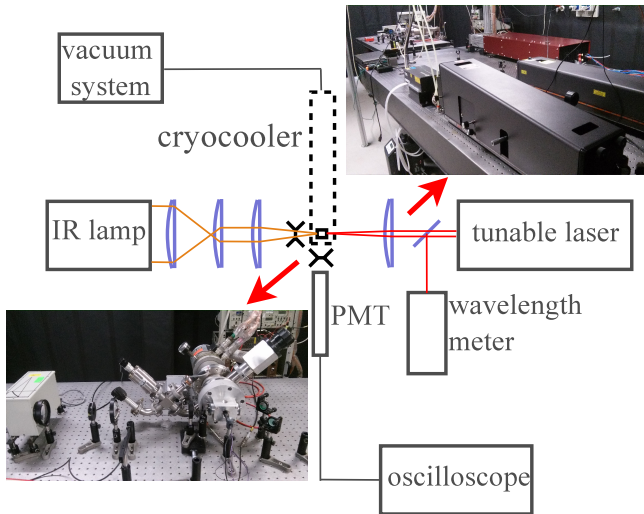 vacuum
system
cryocooler
IR lamp
tunable laser
PMT
wavelength
meter
oscilloscope